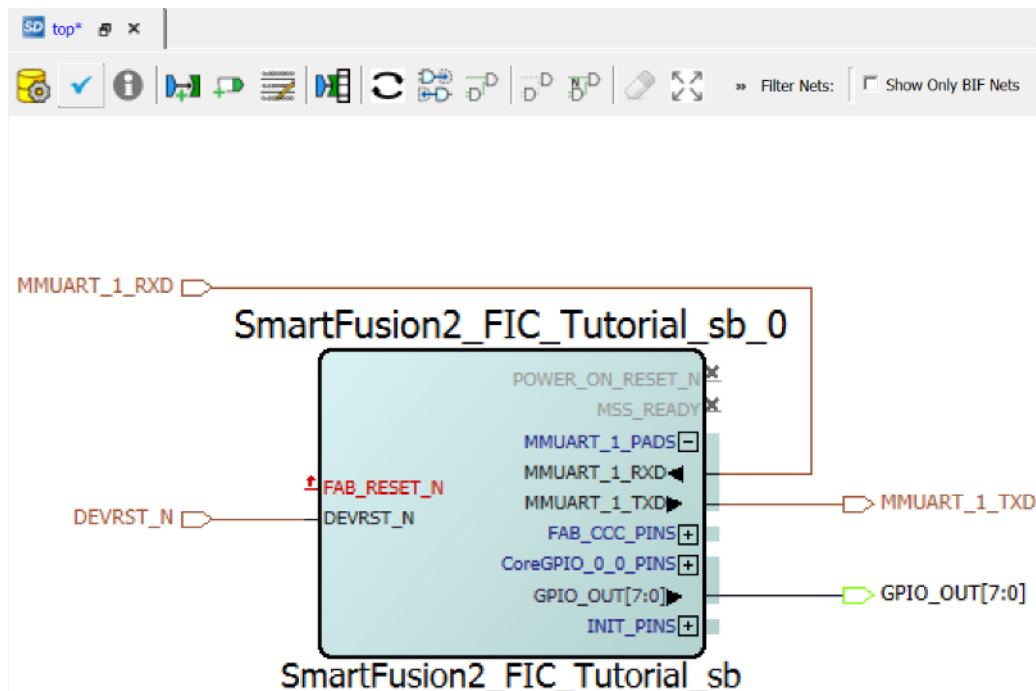 SD top*
» Filter Nets: Show Only BIF Nets
MMUART_1_RXD
SmartFusion2_FIC_Tutorial_sb_0
POWER_ON_RESET_N
MSS_READY
MMUART_1_PADS
MMUART_1_RXD
FAB_RESET_N
MMUART_1_TXD
MMUART_1_TXD
DEVRST_N
DEVRST_N
FAB_CCC_PINS
CoreGPIO_0_0_PINS
GPIO_OUT[7:0]
GPIO_OUT[7:0]
INIT_PINS
SmartFusion2_FIC_Tutorial_sb